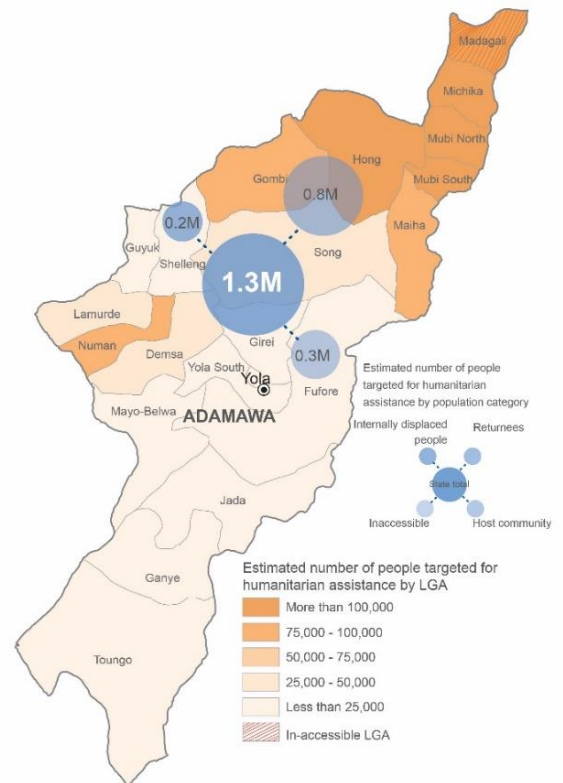 Madagali
Michika
Mubi North
Hong
Mubi South
Gombi
0.8M
Maiha
0.2M
Guyuk
Shelleng
Song
1.3M
Lamurde
Numan
Demsa
Girei
0.3M
Yola South
Yola
Fufore
Mayo-Belwa
ADAMAWA
Jada
Ganye
Toungo
Estimated number of people
targeted for humanitarian
assistance by population category
Internally displaced
people
Returnees
State total
Inaccessible
Host community
Estimated number of people targeted for
humanitarian assistance by LGA
More than 100,000
75,000 - 100,000
50,000 - 75,000
25,000 - 50,000
Less than 25,000
In-accessible LGA